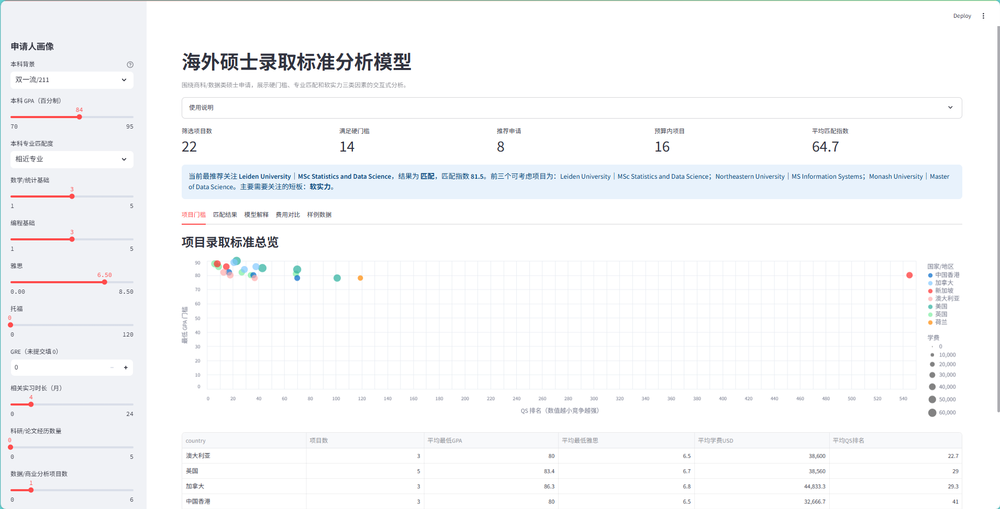 Deploy
申请人画像
本科背景
双一流/211
本科 GPA（百分制）
84
70 95
本科专业匹配度
相近专业
数学/统计基础
3
1 5
编程基础
3
1 5
雅思
6.50
0.00 8.50
托福
0
0 120
GRE（未提交填 0）
0
相关实习时长（月）
4
0 24
科研/论文经历数量
0
0 5
数据/商业分析项目数
1
0 6
海外硕士录取标准分析模型
围绕商科/数据类硕士申请，展示硬门槛、专业匹配和软实力三类因素的交互式分析。
使用说明
筛选项目数 满足硬门槛 推荐申请 预算内项目 平均匹配指数
22 14 8 16 64.7
当前最推荐关注 Leiden University｜MSc Statistics and Data Science，结果为 匹配，匹配指数 81.5。前三个可考虑项目为：Leiden University｜MSc Statistics and Data Science；Northeastern University｜MS Information Systems；Monash University｜Master
of Data Science。主要需要关注的短板：软实力。
项目门槛 匹配结果 模型解释 费用对比 样例数据
项目录取标准总览
最低 GPA 门槛
90
80
70
60
50
40
30
20
10
0
0 20 40 60 80 100 120 140 160 180 200 220 240 260 280 300 320 340 360 380 400 420 440 460 480 500 520 540
QS 排名（数值越小竞争越强）
国家/地区
中国香港
加拿大
新加坡
澳大利亚
美国
英国
荷兰
学费
0
10,000
20,000
30,000
40,000
50,000
60,000
country 项目数 平均最低GPA 平均最低雅思 平均学费USD 平均QS排名
澳大利亚 3 80 6.5 38,600 22.7
英国 5 83.4 6.7 38,560 29
加拿大 3 86.3 6.8 44,833.3 29.3
中国香港 3 80 6.5 32,666.7 41